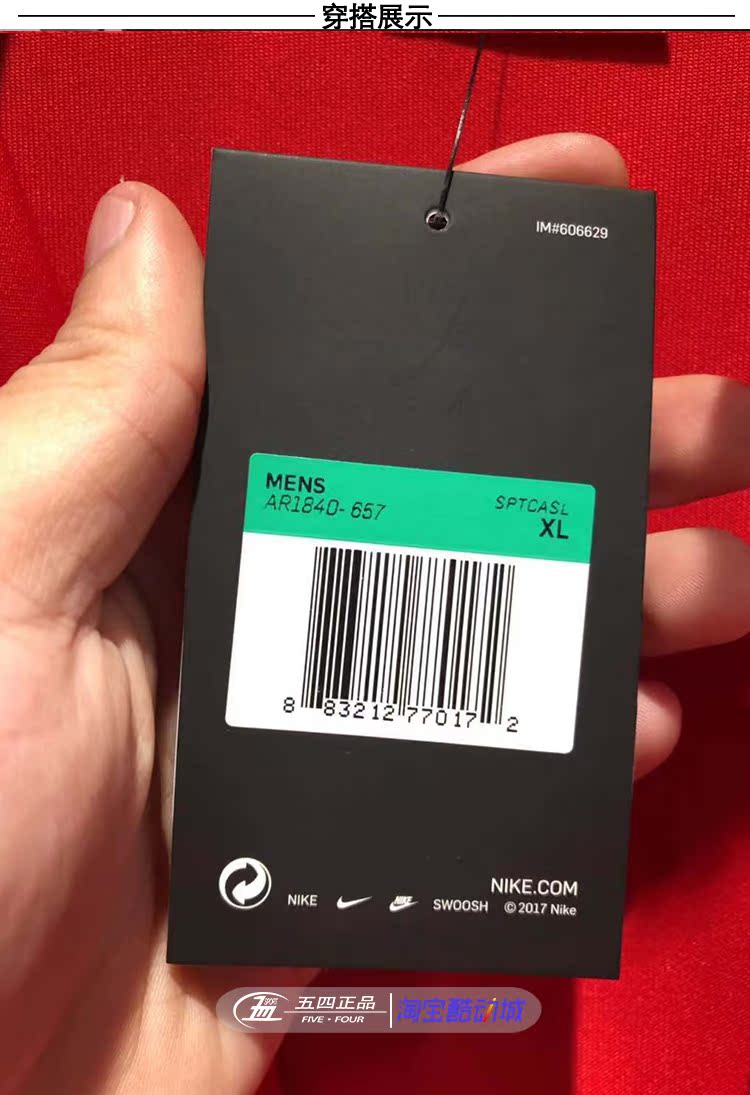 穿搭展示
IM#606629
MENS
AR1840-657
SPTCASL
XL
8 83212 77017 2
NIKE.COM
NIKE NIKE SWOOSH © 2017 Nike
五四正品 淘宝酷动城
FIVE·FOUR